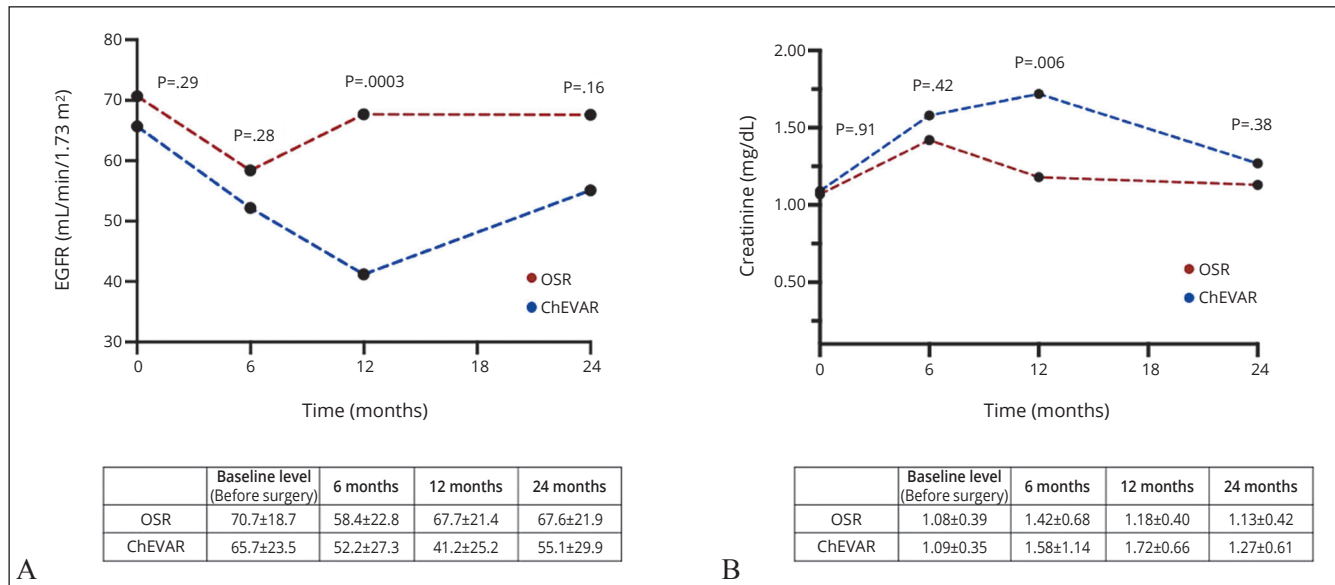 80
70
60
50
40
30
EGFR (mL/min/1.73 m²)
P=.29
P=.28
P=.0003
P=.16
OSR
ChEVAR
0 6 12 18 24
Time (months)
Baseline level (Before surgery) 6 months 12 months 24 months
OSR 70.7±18.7 58.4±22.8 67.7±21.4 67.6±21.9
ChEVAR 65.7±23.5 52.2±27.3 41.2±25.2 55.1±29.9
A
2.00
1.50
1.00
0.50
Creatinine (mg/dL)
P=.91
P=.42
P=.006
P=.38
OSR
ChEVAR
0 6 12 18 24
Time (months)
Baseline level (Before surgery) 6 months 12 months 24 months
OSR 1.08±0.39 1.42±0.68 1.18±0.40 1.13±0.42
ChEVAR 1.09±0.35 1.58±1.14 1.72±0.66 1.27±0.61
B